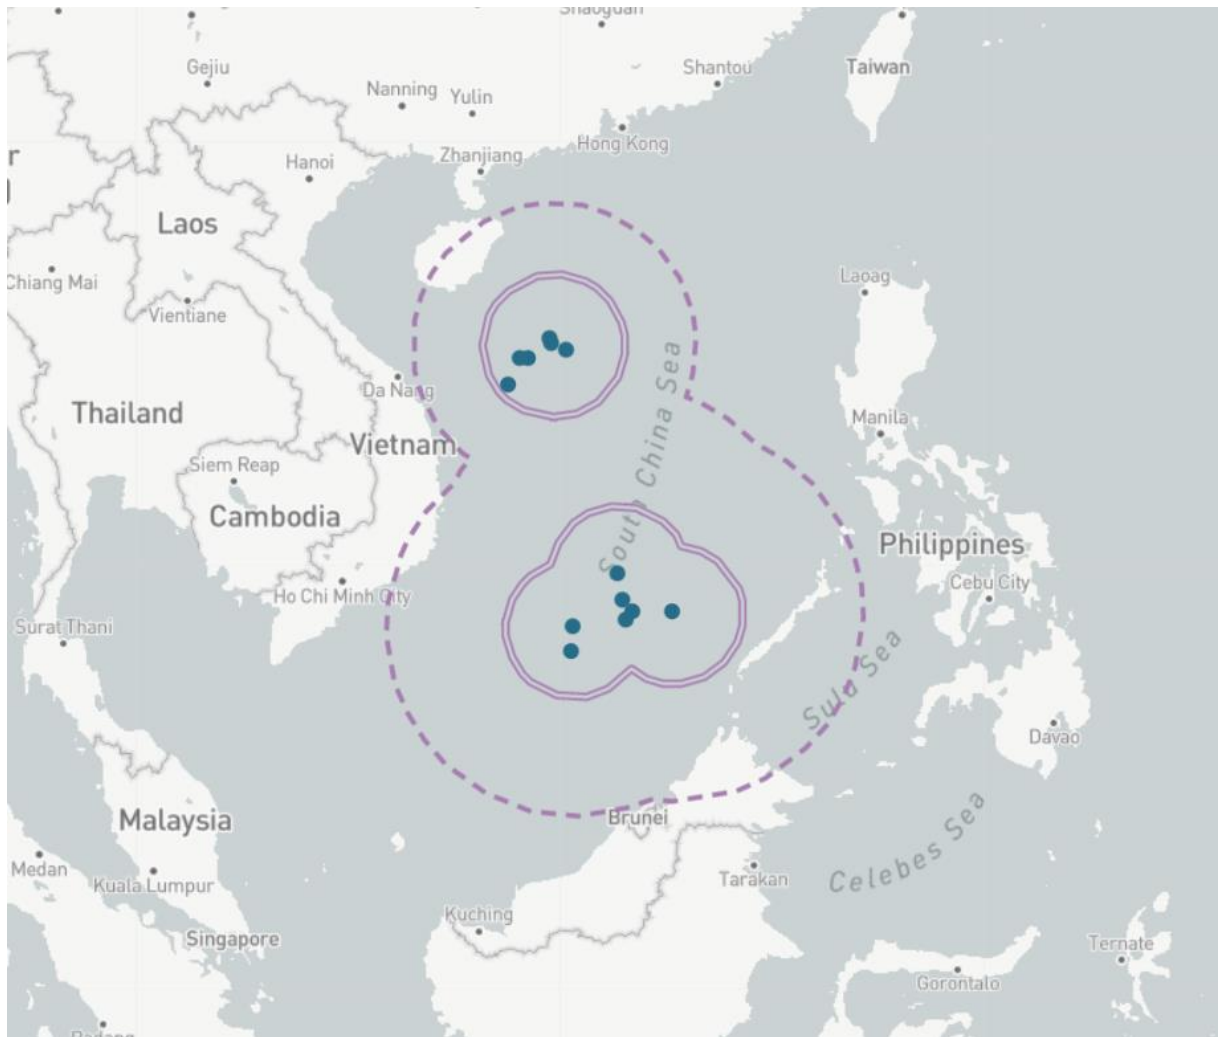 Shaoguan
Gejiu
Shantou
Taiwan
Nanning
Yulin
Hong Kong
Zhanjiang
Hanoi
r
Laos
Chiang Mai
Vientiane
Laoag
Da Nang
Thailand
Manila
Vietnam
South China Sea
Siem Reap
Cambodia
Philippines
Cebu City
Ho Chi Minh City
Surat Thani
Sulu Sea
Davao
Brunei
Malaysia
Medan
Kuala Lumpur
Tarakan
Celebes Sea
Kuching
Singapore
Ternate
Gorontalo
Padang